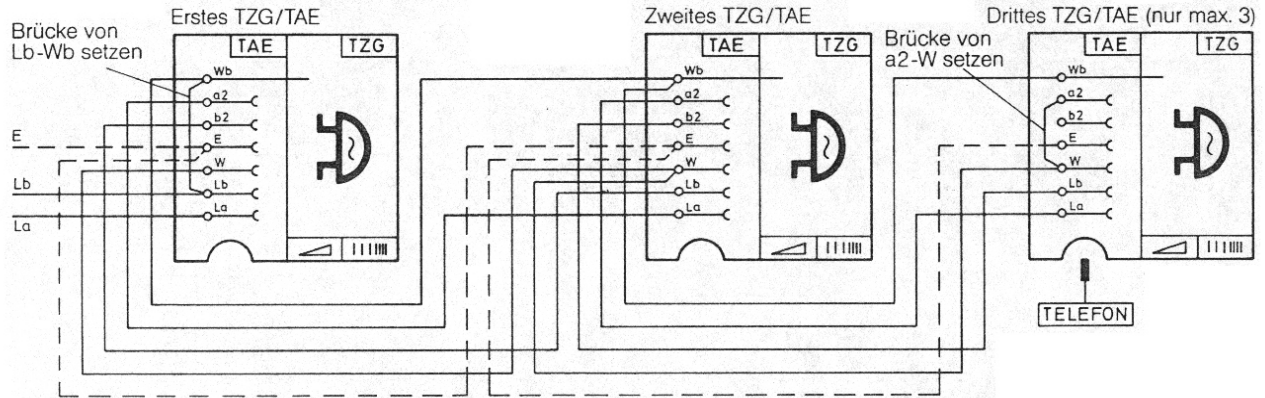 Erstes TZG/TAE
Zweites TZG/TAE
Drittes TZG/TAE (nur max. 3)
Brücke von
Lb-Wb setzen
TAE
TZG
Wb
a2
b2
E
W
Lb
La
E
Lb
La
TAE
TZG
Wb
a2
b2
E
W
Lb
La
Brücke von
a2-W setzen
TAE
TZG
Wb
a2
b2
E
W
Lb
La
TELEFON